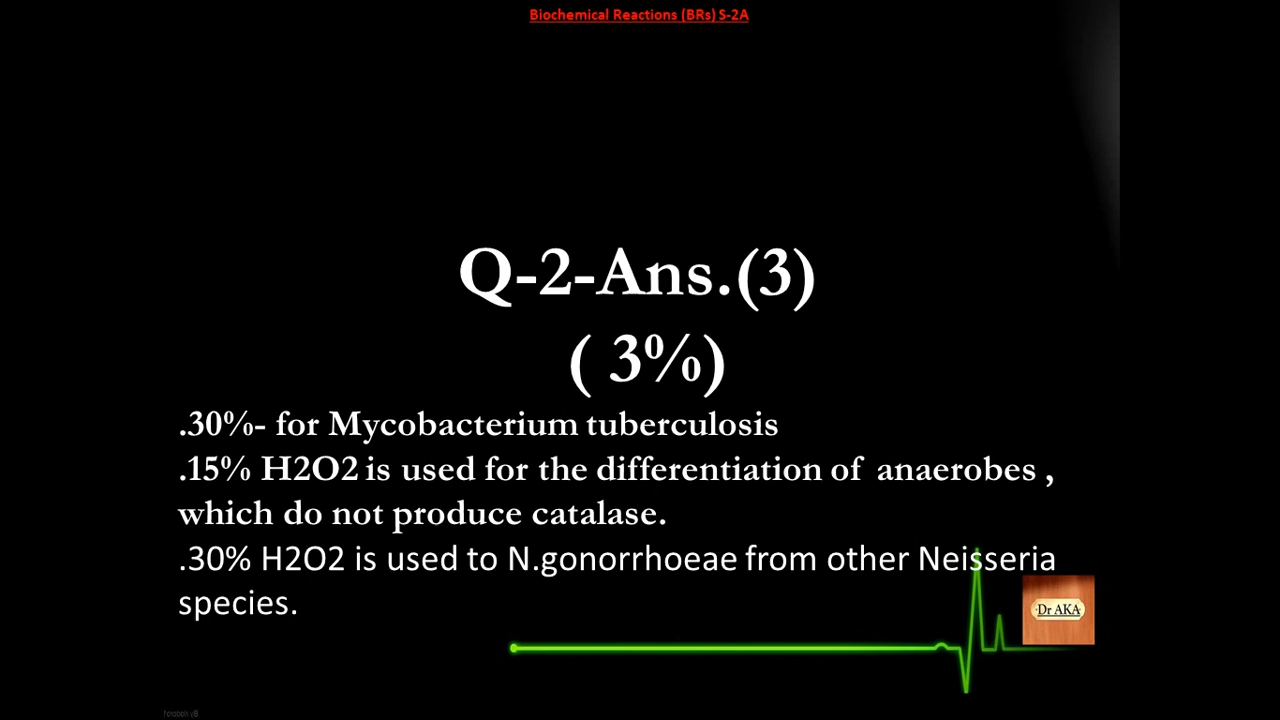 Biochemical Reactions (BRs) S-2A
Q-2-Ans.(3)
( 3%)
.30%- for Mycobacterium tuberculosis
.15% H2O2 is used for the differentiation of anaerobes ,
which do not produce catalase.
.30% H2O2 is used to N.gonorrhoeae from other Neisseria
species.
Dr AKA